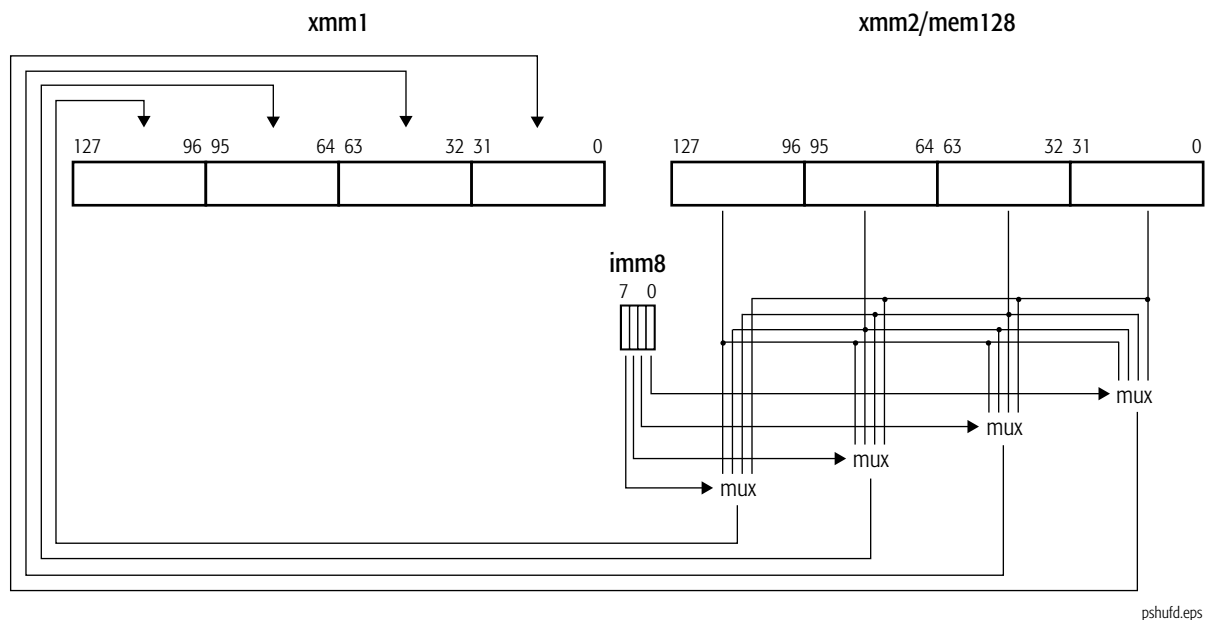 xmm1 xmm2/mem128
127 96 95 64 63 32 31 0 127 96 95 64 63 32 31 0
imm8
7 0
mux
mux
mux
mux
pshufd.eps